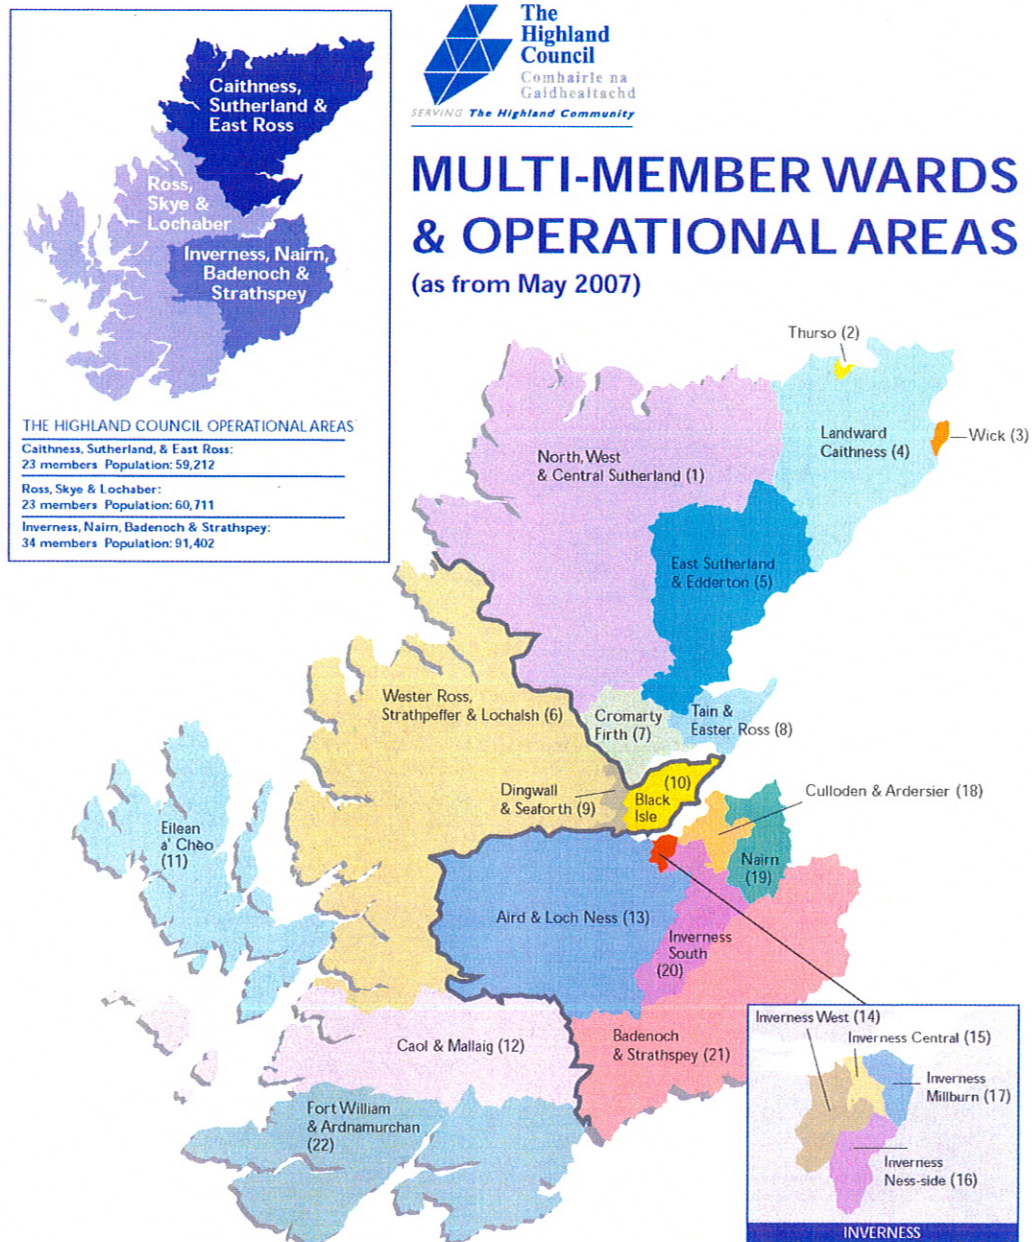 The
Highland
Council
Comhairle na
Gaidhealtachd
SERVING The Highland Community
MULTI-MEMBER WARDS
& OPERATIONAL AREAS
(as from May 2007)
Caithness,
Sutherland &
East Ross
Ross,
Skye &
Lochaber
Inverness, Nairn,
Badenoch &
Strathspey
THE HIGHLAND COUNCIL OPERATIONAL AREAS
Caithness, Sutherland, & East Ross:
23 members Population: 59,212
Ross, Skye & Lochaber:
23 members Population: 60,711
Inverness, Nairn, Badenoch & Strathspey:
34 members Population: 91,402
Thurso (2)
Landward
Caithness (4)
Wick (3)
North, West
& Central Sutherland (1)
East Sutherland
& Edderton (5)
Wester Ross,
Strathpeffer & Lochalsh (6)
Cromarty
Firth (7)
Tain &
Easter Ross (8)
Dingwall
& Seaforth (9)
(10)
Black
Isle
Culloden & Ardersier (18)
Eilean
a' Chèo
(11)
Nairn
(19)
Aird & Loch Ness (13)
Inverness
South
(20)
Caol & Mallaig (12)
Badenoch
& Strathspey (21)
Fort William
& Ardnamurchan
(22)
Inverness West (14)
Inverness Central (15)
Inverness
Millburn (17)
Inverness
Ness-side (16)
INVERNESS